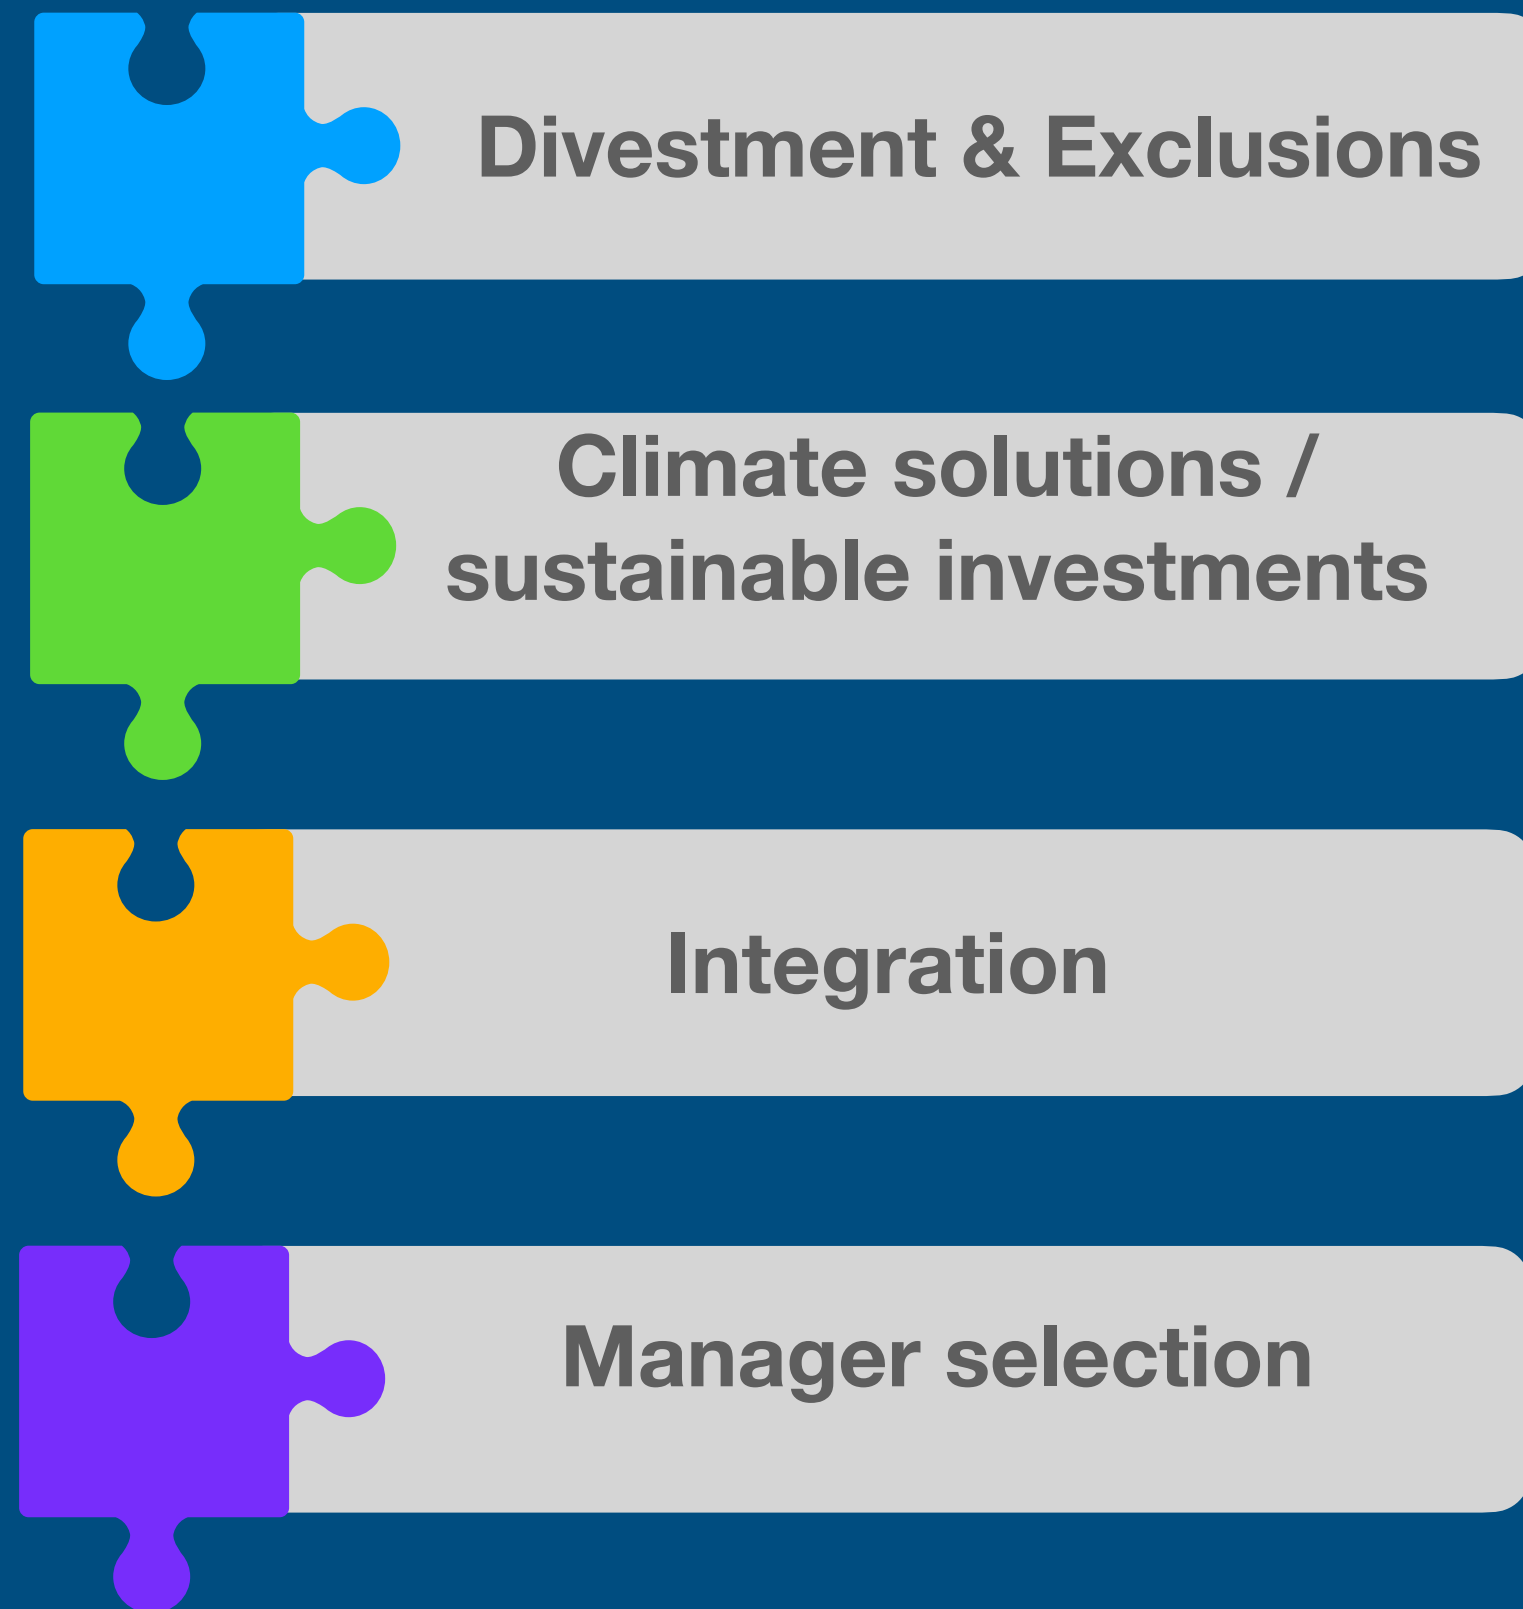 Divestment & Exclusions
Climate solutions /
sustainable investments
Integration
Manager selection